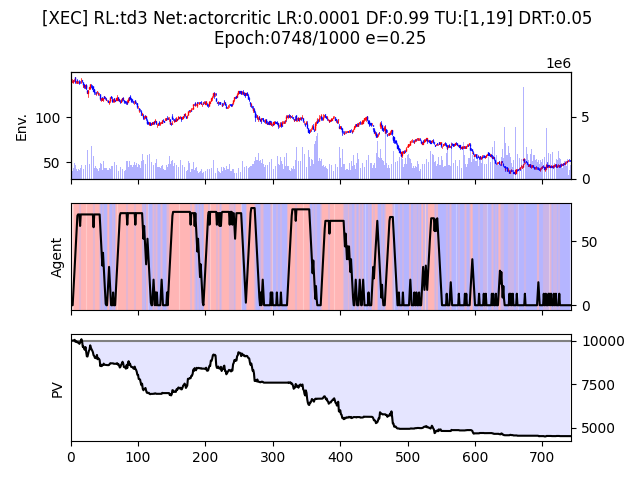 [XEC] RL:td3 Net:actorcritic LR:0.0001 DF:0.99 TU:[1,19] DRT:0.05
Epoch:0748/1000 e=0.25
1e6
Env.
100
50
5
0
Agent
50
0
PV
10000
7500
5000
0 100 200 300 400 500 600 700